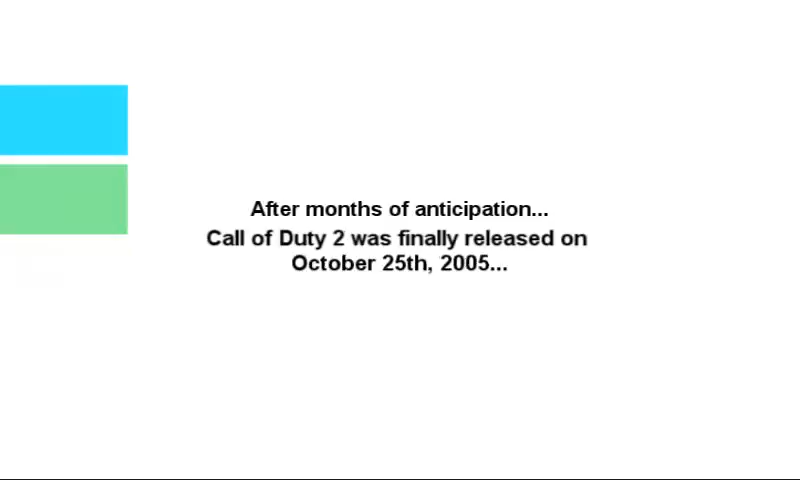 After months of anticipation...
Call of Duty 2 was finally released on
October 25th, 2005...